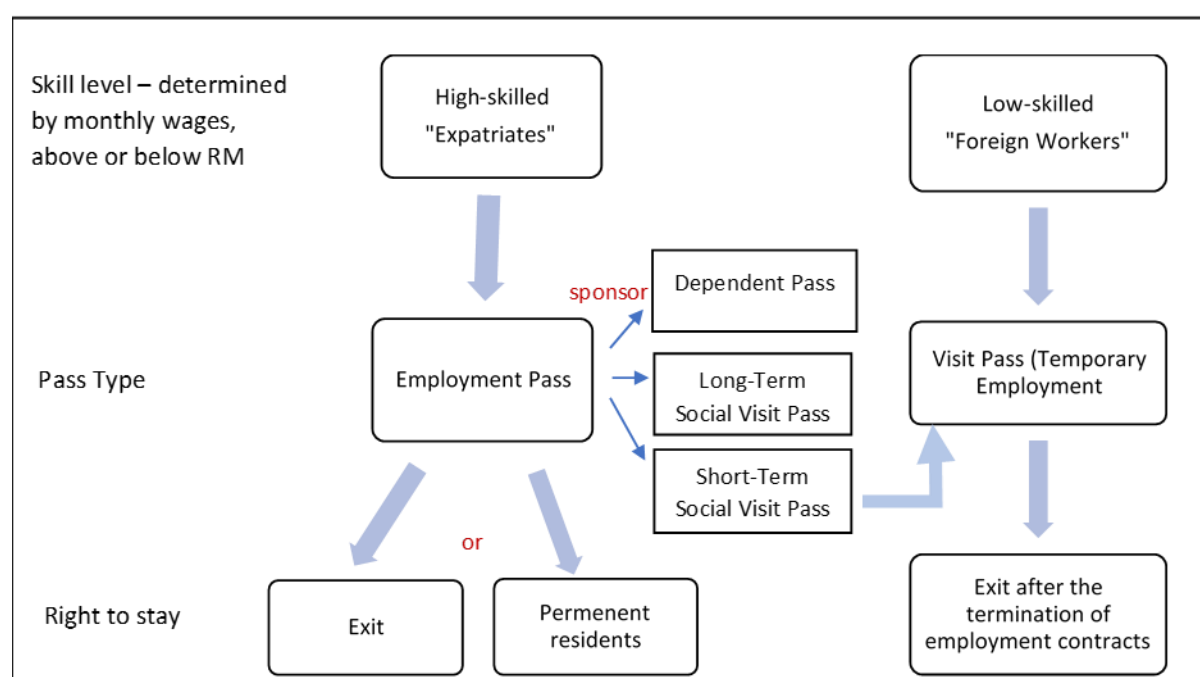 Skill level – determined
by monthly wages,
above or below RM
High-skilled
"Expatriates"
Low-skilled
"Foreign Workers"
sponsor
Dependent Pass
Pass Type
Employment Pass
Long-Term
Social Visit Pass
Short-Term
Social Visit Pass
Visit Pass (Temporary
Employment
or
Right to stay
Exit
Permenent
residents
Exit after the
termination of
employment contracts